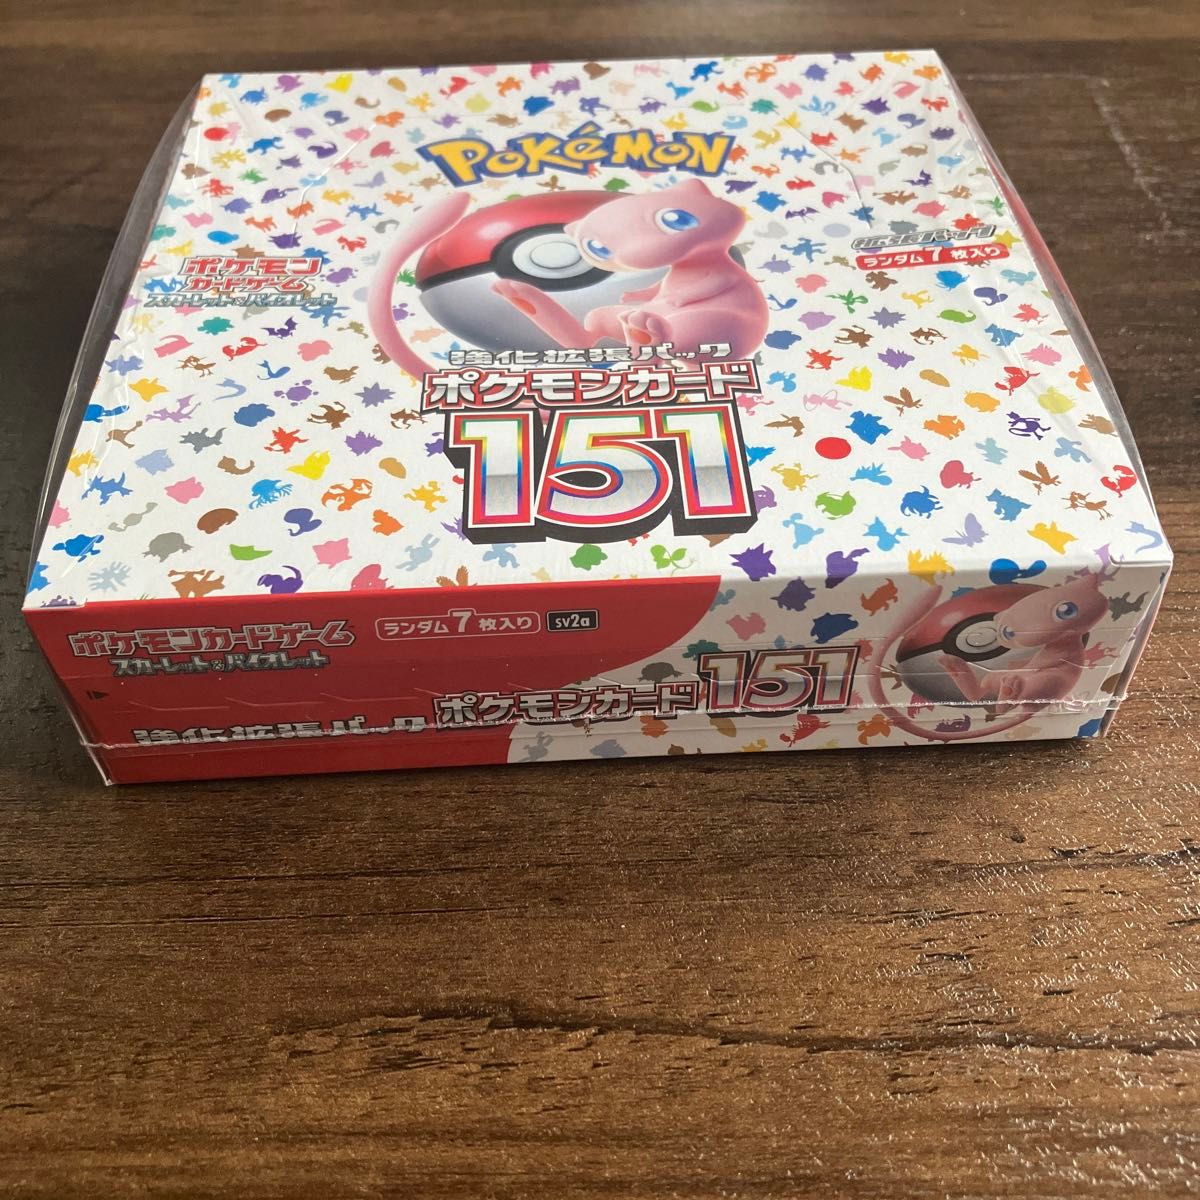 POKÉMON
ポケモン
カードゲーム
スカーレット&バイオレット
拡張パック
ランダム7枚入り
強化拡張パック
ポケモンカード
151
ポケモンカードゲーム
スカーレット&バイオレット
ランダム7枚入り sv2a
強化拡張パック ポケモンカード151